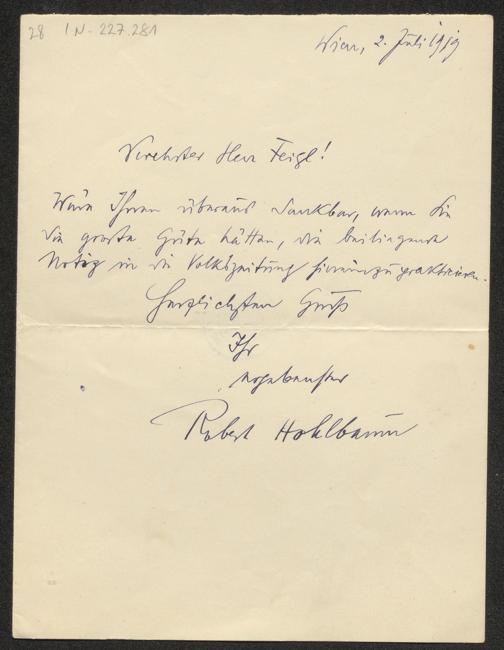 28 IN-227.281
Wien, 2. Juli 1919
Verehrter Herr Feigl!
Wäre Ihnen überaus dankbar, wenn Sie
die große Güte hätten, die beiliegende
Notiz in die Volkszeitung hineinzupraktizieren.
Herzlichsten Gruß
Ihr
ergebenster
Robert Hohlbaum